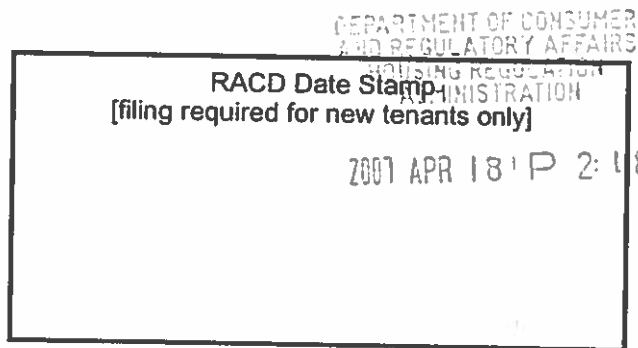 DEPARTMENT OF CONSUMER
AND REGULATORY AFFAIRS
HOUSING REGULATION
ADMINISTRATION
RACD Date Stamp
[filing required for new tenants only]
2007 APR 18 P 2: